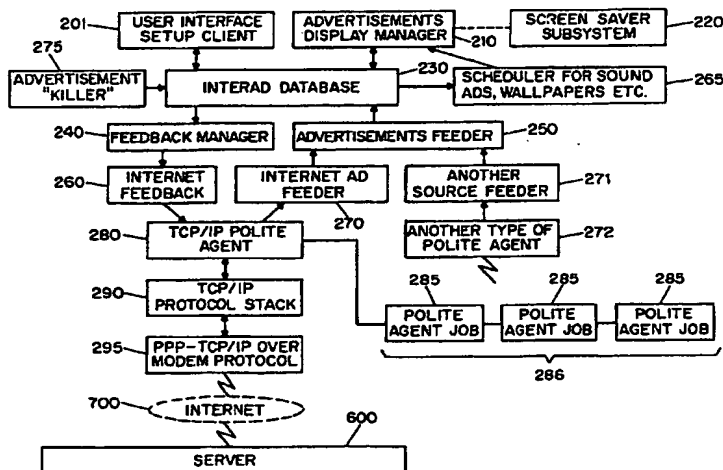 201
USER INTERFACE
SETUP CLIENT
ADVERTISEMENTS
DISPLAY MANAGER
210
SCREEN SAVER
SUBSYSTEM
220
275
ADVERTISEMENT
"KILLER"
INTERAD DATABASE
230
SCHEDULER FOR SOUND
ADS, WALLPAPERS ETC.
265
240
FEEDBACK MANAGER
ADVERTISEMENTS FEEDER
250
260
INTERNET
FEEDBACK
INTERNET AD
FEEDER
270
ANOTHER
SOURCE FEEDER
271
280
TCP/IP POLITE
AGENT
ANOTHER TYPE OF
POLITE AGENT
272
290
TCP/IP
PROTOCOL STACK
285
285
285
POLITE
AGENT JOB
POLITE
AGENT JOB
POLITE
AGENT JOB
286
295
PPP-TCP/IP OVER
MODEM PROTOCOL
700
INTERNET
600
SERVER